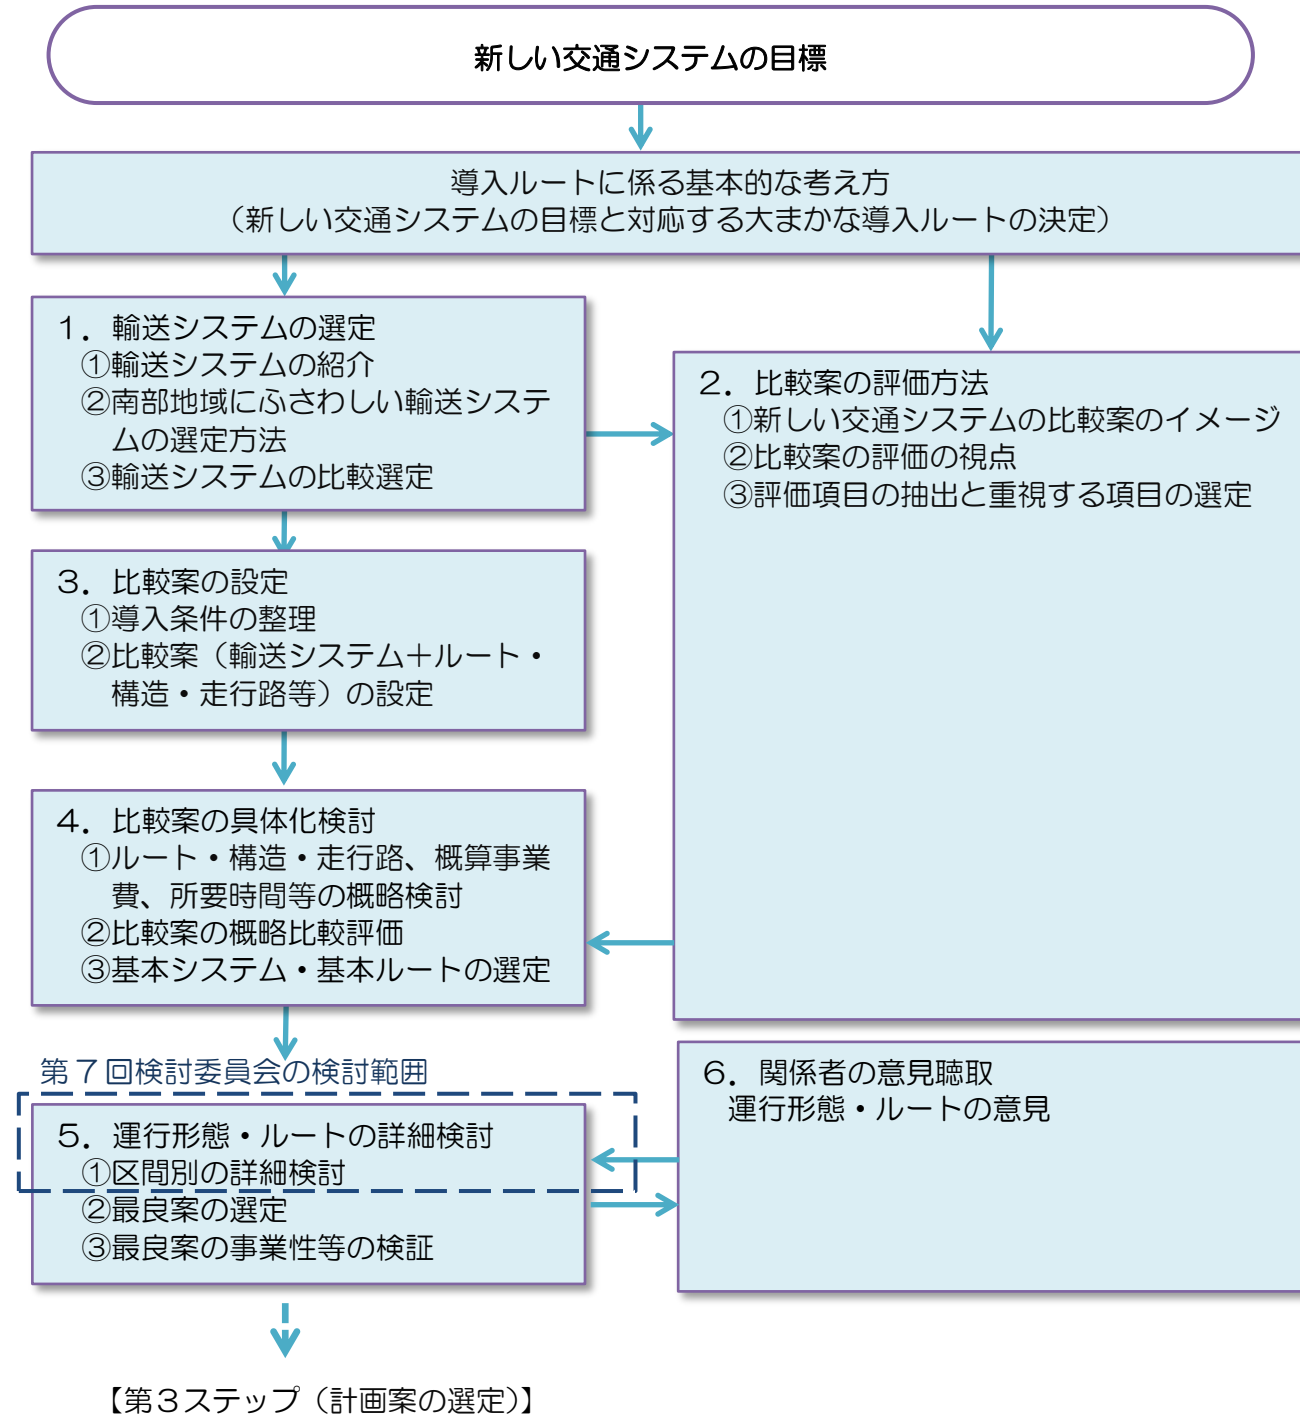 新しい交通システムの目標
導入ルートに係る基本的な考え方
（新しい交通システムの目標と対応する大まかな導入ルートの決定）
１．輸送システムの選定
①輸送システムの紹介
②南部地域にふさわしい輸送システ
ムの選定方法
③輸送システムの比較選定
２．比較案の評価方法
①新しい交通システムの比較案のイメージ
②比較案の評価の視点
③評価項目の抽出と重視する項目の選定
３．比較案の設定
①導入条件の整理
②比較案（輸送システム＋ルート・
構造・走行路等）の設定
４．比較案の具体化検討
①ルート・構造・走行路、概算事業
費、所要時間等の概略検討
②比較案の概略比較評価
③基本システム・基本ルートの選定
第７回検討委員会の検討範囲
５．運行形態・ルートの詳細検討
①区間別の詳細検討
②最良案の選定
③最良案の事業性等の検証
６．関係者の意見聴取
運行形態・ルートの意見
【第３ステップ（計画案の選定）】